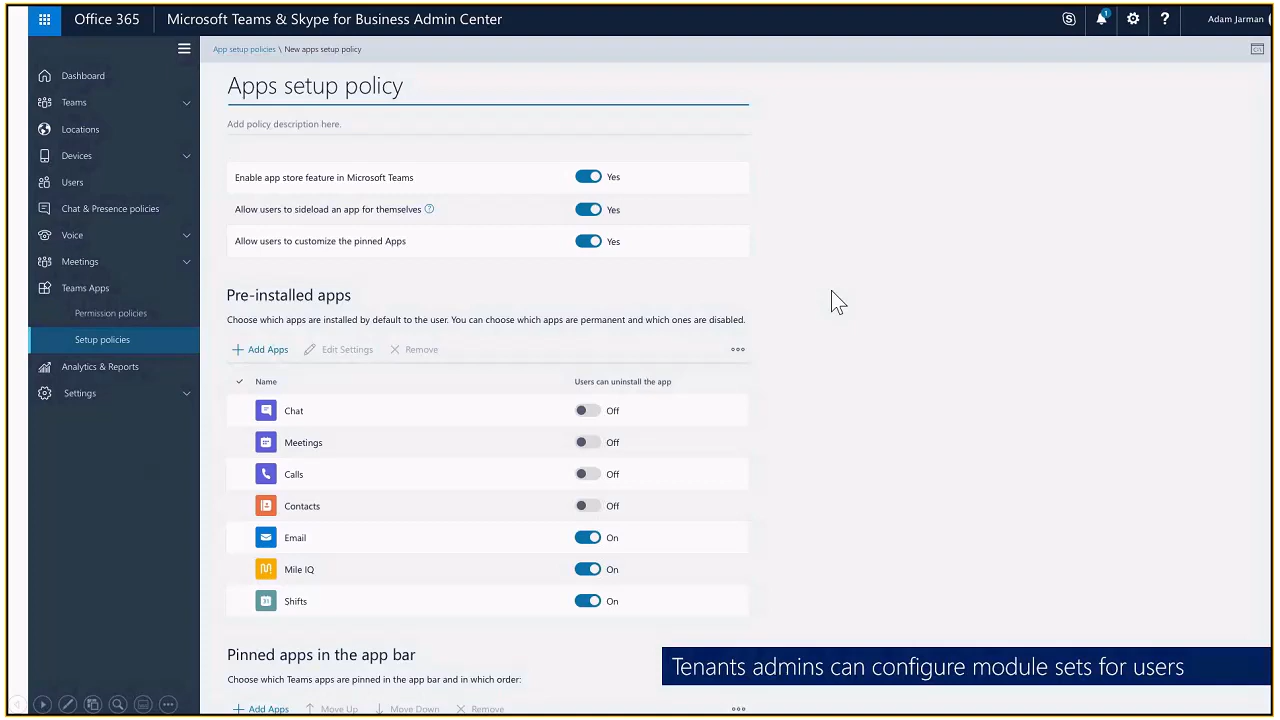 Office 365 Microsoft Teams & Skype for Business Admin Center 1 Adam Jarman
App setup policies \ New apps setup policy
Dashboard
Teams
Locations
Devices
Users
Chat & Presence policies
Voice
Meetings
Teams Apps
Permission policies
Setup policies
Analytics & Reports
Settings
Apps setup policy
Add policy description here.
Enable app store feature in Microsoft Teams Yes
Allow users to sideload an app for themselves ? Yes
Allow users to customize the pinned Apps Yes
Pre-installed apps
Choose which apps are installed by default to the user. You can choose which apps are permanent and which ones are disabled.
Add Apps Edit Settings Remove
Name Users can uninstall the app
Chat Off
Meetings Off
Calls Off
Contacts Off
Email On
Mile IQ On
Shifts On
Pinned apps in the app bar
Choose which Teams apps are pinned in the app bar and in which order:
Add Apps Move Up Move Down Remove
Tenants admins can configure module sets for users